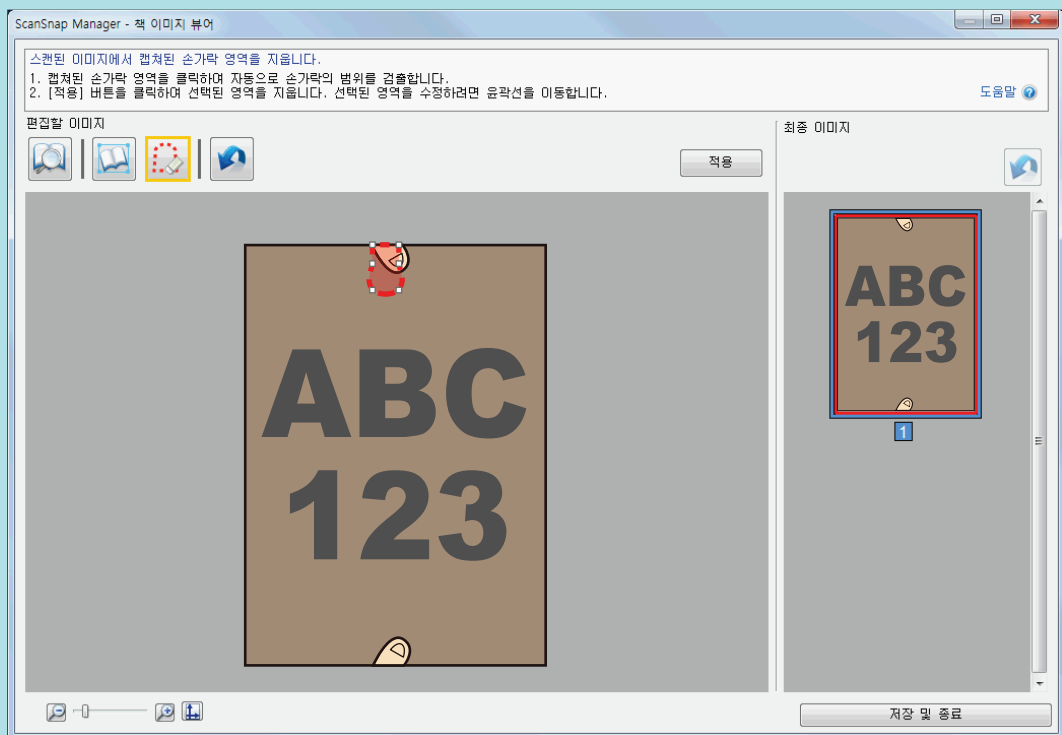 ScanSnap Manager - 책 이미지 뷰어
스캔된 이미지에서 캡쳐된 손가락 영역을 지웁니다.
1. 캡쳐된 손가락 영역을 클릭하여 자동으로 손가락의 범위를 검출합니다.
2. [적용] 버튼을 클릭하여 선택된 영역을 지웁니다. 선택된 영역을 수정하려면 윤곽선을 이동합니다.
도움말
편집할 이미지
적용
최종 이미지
ABC
123
ABC
123
1
저장 및 종료